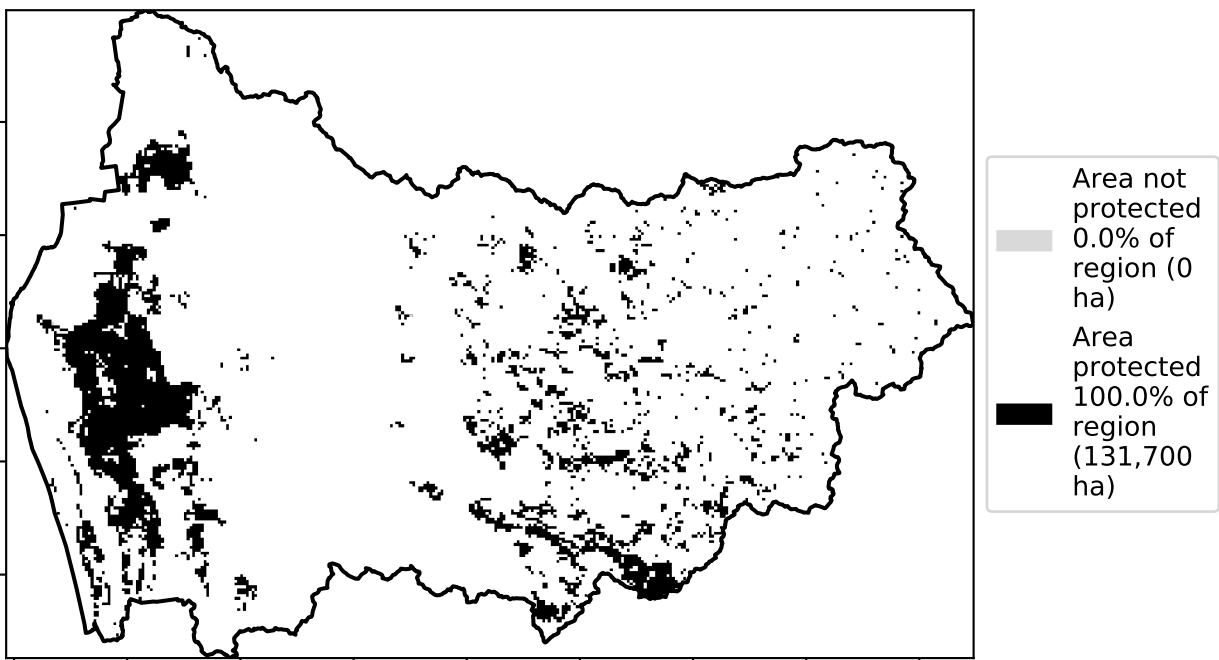 Area not
protected
0.0% of
region (0
ha)
Area
protected
100.0% of
region
(131,700
ha)